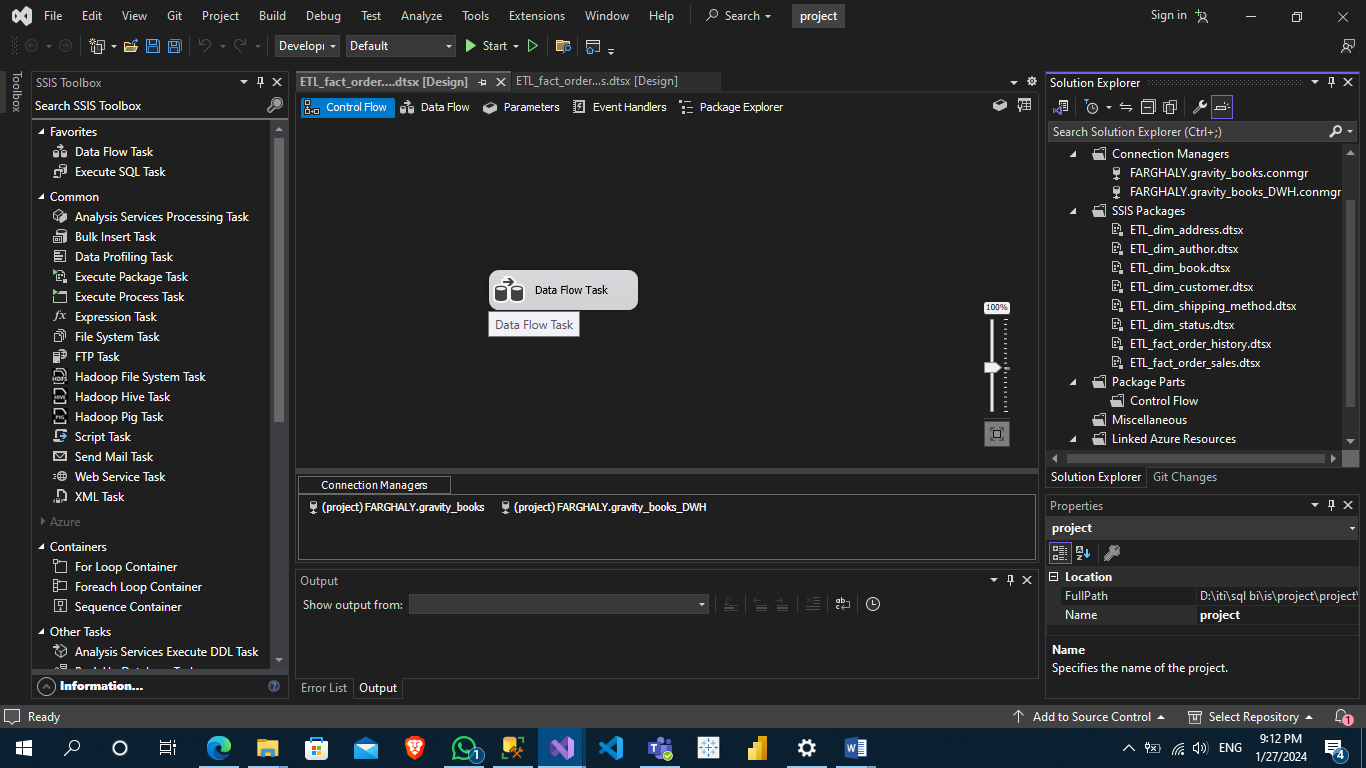 File Edit View Git Project Build Debug Test Analyze Tools Extensions Window Help Search project Sign in
Developı Default Start
Toolbox
SSIS Toolbox
Search SSIS Toolbox
Favorites
Data Flow Task
Execute SQL Task
Common
Analysis Services Processing Task
Bulk Insert Task
Data Profiling Task
Execute Package Task
Execute Process Task
Expression Task
File System Task
FTP Task
Hadoop File System Task
Hadoop Hive Task
Hadoop Pig Task
Script Task
Send Mail Task
Web Service Task
XML Task
Azure
Containers
For Loop Container
Foreach Loop Container
Sequence Container
Other Tasks
Analysis Services Execute DDL Task
Information...
ETL_fact_order....dtsx [Design] ETL_fact_order...s.dtsx [Design]
Control Flow Data Flow Parameters Event Handlers Package Explorer
Data Flow Task
Data Flow Task
100%
Connection Managers
(project) FARGHALY.gravity_books (project) FARGHALY.gravity_books_DWH
Output
Show output from:
Error List Output
Solution Explorer
Search Solution Explorer (Ctrl+;)
Connection Managers
FARGHALY.gravity_books.conmgr
FARGHALY.gravity_books_DWH.conmgr
SSIS Packages
ETL_dim_address.dtsx
ETL_dim_author.dtsx
ETL_dim_book.dtsx
ETL_dim_customer.dtsx
ETL_dim_shipping_method.dtsx
ETL_dim_status.dtsx
ETL_fact_order_history.dtsx
ETL_fact_order_sales.dtsx
Package Parts
Control Flow
Miscellaneous
Linked Azure Resources
Solution Explorer Git Changes
Properties
project
Location
FullPath D:\iti\sql bi\is\project\project\
Name project
Name
Specifies the name of the project.
Ready Add to Source Control Select Repository 1
1 ENG 9:12 PM 4
1/27/2024